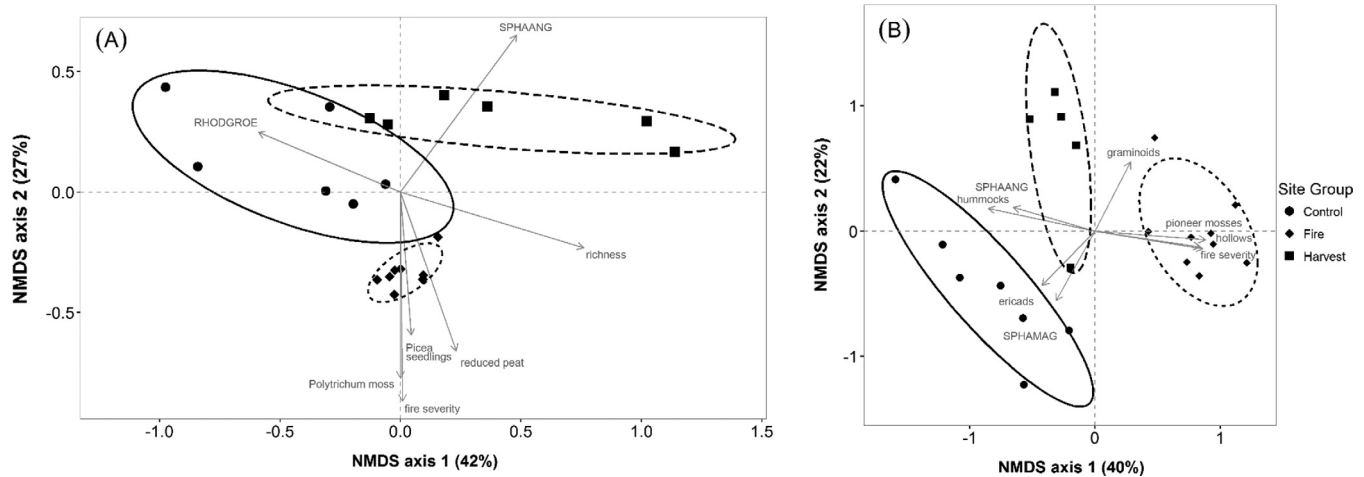 (A)
SPHAANG
RHODGROE
richness
Picea
seedlings
reduced peat
Polytrichum moss
fire severity
0.5
0.0
-0.5
-1.0
-0.5
0.0
0.5
1.0
1.5
NMDS axis 2 (27%)
NMDS axis 1 (42%)
(B)
graminoids
SPHAANG
hummocks
pioneer mosses
hollows
fire severity
ericads
SPHAMAG
1
0
-1
-1
0
1
NMDS axis 2 (22%)
NMDS axis 1 (40%)
Site Group
Control
Fire
Harvest